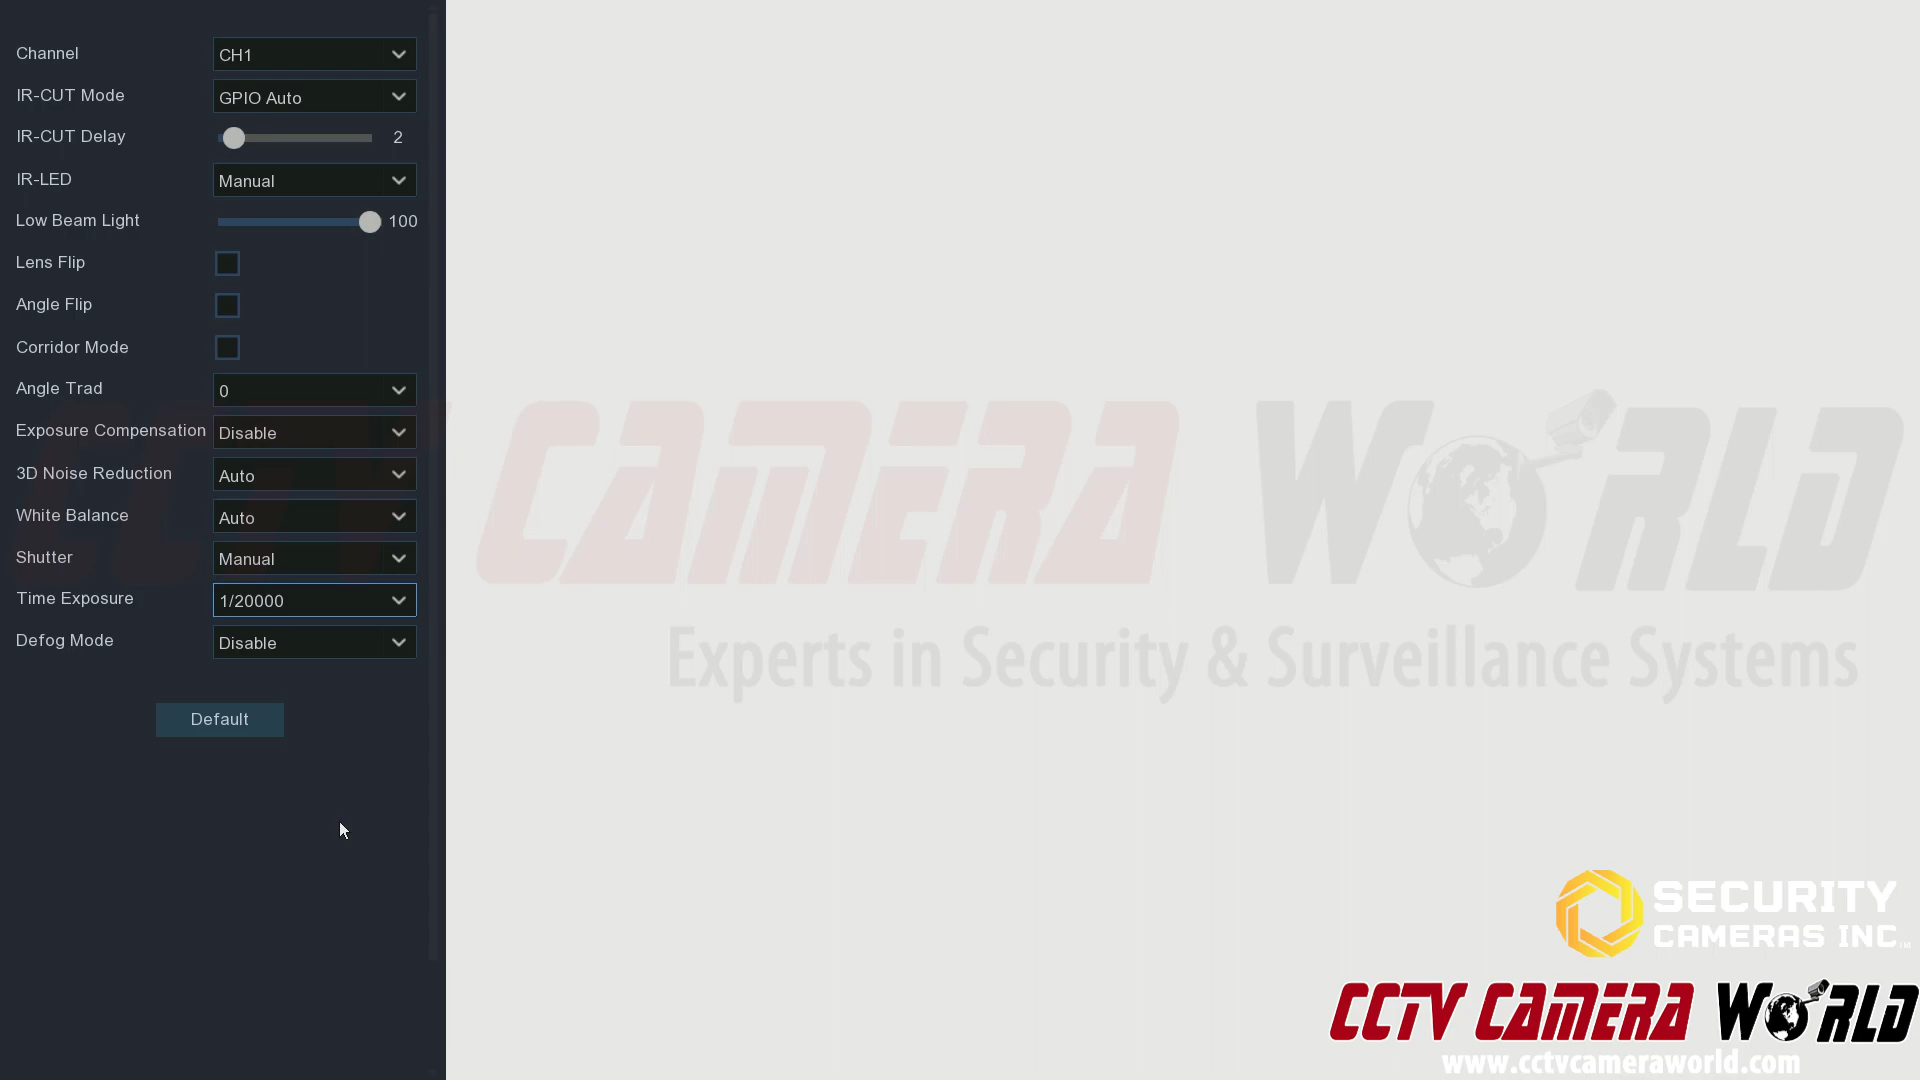 Channel CH1
IR-CUT Mode GPIO Auto
IR-CUT Delay 2
IR-LED Manual
Low Beam Light 100
Lens Flip
Angle Flip
Corridor Mode
Angle Trad 0
Exposure Compensation Disable
3D Noise Reduction Auto
White Balance Auto
Shutter Manual
Time Exposure 1/20000
Defog Mode Disable
Default
CCTV CAMERA WORLD
Experts in Security & Surveillance Systems
SECURITY
CAMERAS INC.™
CCTV CAMERA WORLD
www.cctvcameraworld.com